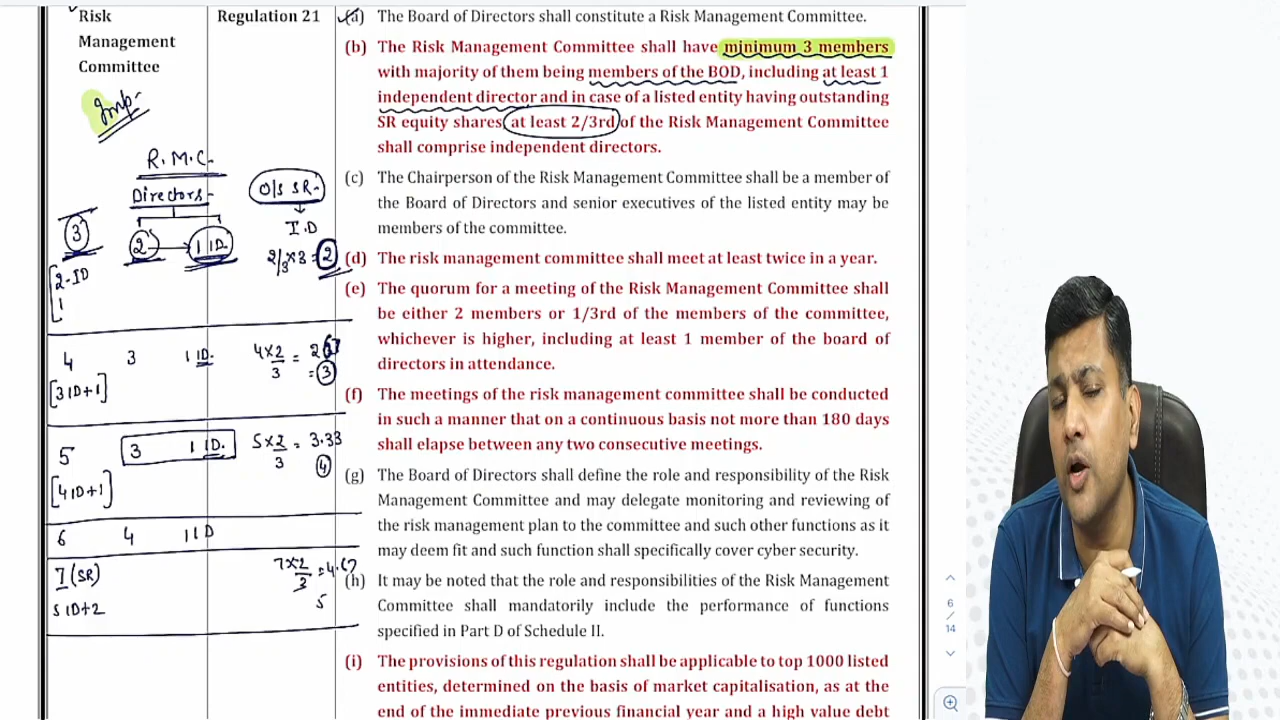 Risk
Management
Committee
Imp.
Regulation 21
(a) The Board of Directors shall constitute a Risk Management Committee.
(b) The Risk Management Committee shall have minimum 3 members
with majority of them being members of the BOD, including at least 1
independent director and in case of a listed entity having outstanding
SR equity shares at least 2/3rd of the Risk Management Committee
shall comprise independent directors.
(c) The Chairperson of the Risk Management Committee shall be a member of
the Board of Directors and senior executives of the listed entity may be
members of the committee.
(d) The risk management committee shall meet at least twice in a year.
(e) The quorum for a meeting of the Risk Management Committee shall
be either 2 members or 1/3rd of the members of the committee,
whichever is higher, including at least 1 member of the board of
directors in attendance.
(f) The meetings of the risk management committee shall be conducted
in such a manner that on a continuous basis not more than 180 days
shall elapse between any two consecutive meetings.
(g) The Board of Directors shall define the role and responsibility of the Risk
Management Committee and may delegate monitoring and reviewing of
the risk management plan to the committee and such other functions as it
may deem fit and such function shall specifically cover cyber security.
(h) It may be noted that the role and responsibilities of the Risk Management
Committee shall mandatorily include the performance of functions
specified in Part D of Schedule II.
(i) The provisions of this regulation shall be applicable to top 1000 listed
entities, determined on the basis of market capitalisation, as at the
end of the immediate previous financial year and a high value debt
R.M.C.
Directors
O/S SR.
I.D
3 2 1 ID. 2/3×3 = 2
2-ID
1
4 3 1 ID. 4×2/3 = 2.67
= 3
[3 ID+1]
5 3 1 ID. 5×2/3 = 3.33
4
[4 ID+1]
6 4 1 ID
7 (SR) 7×2/3 = 4.67
5 ID+2 5
6
/
14